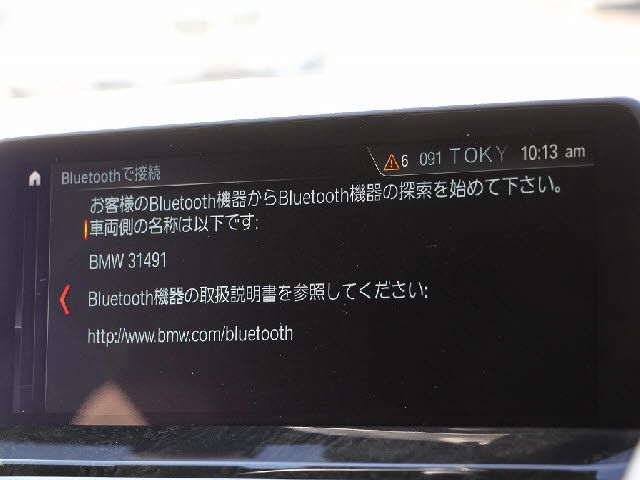 Bluetoothで接続
6 091 TOKY 10:13 am
お客様のBluetooth機器からBluetooth機器の探索を始めて下さい。
車両側の名称は以下です:
BMW 31491
Bluetooth機器の取扱説明書を参照してください:
http://www.bmw.com/bluetooth